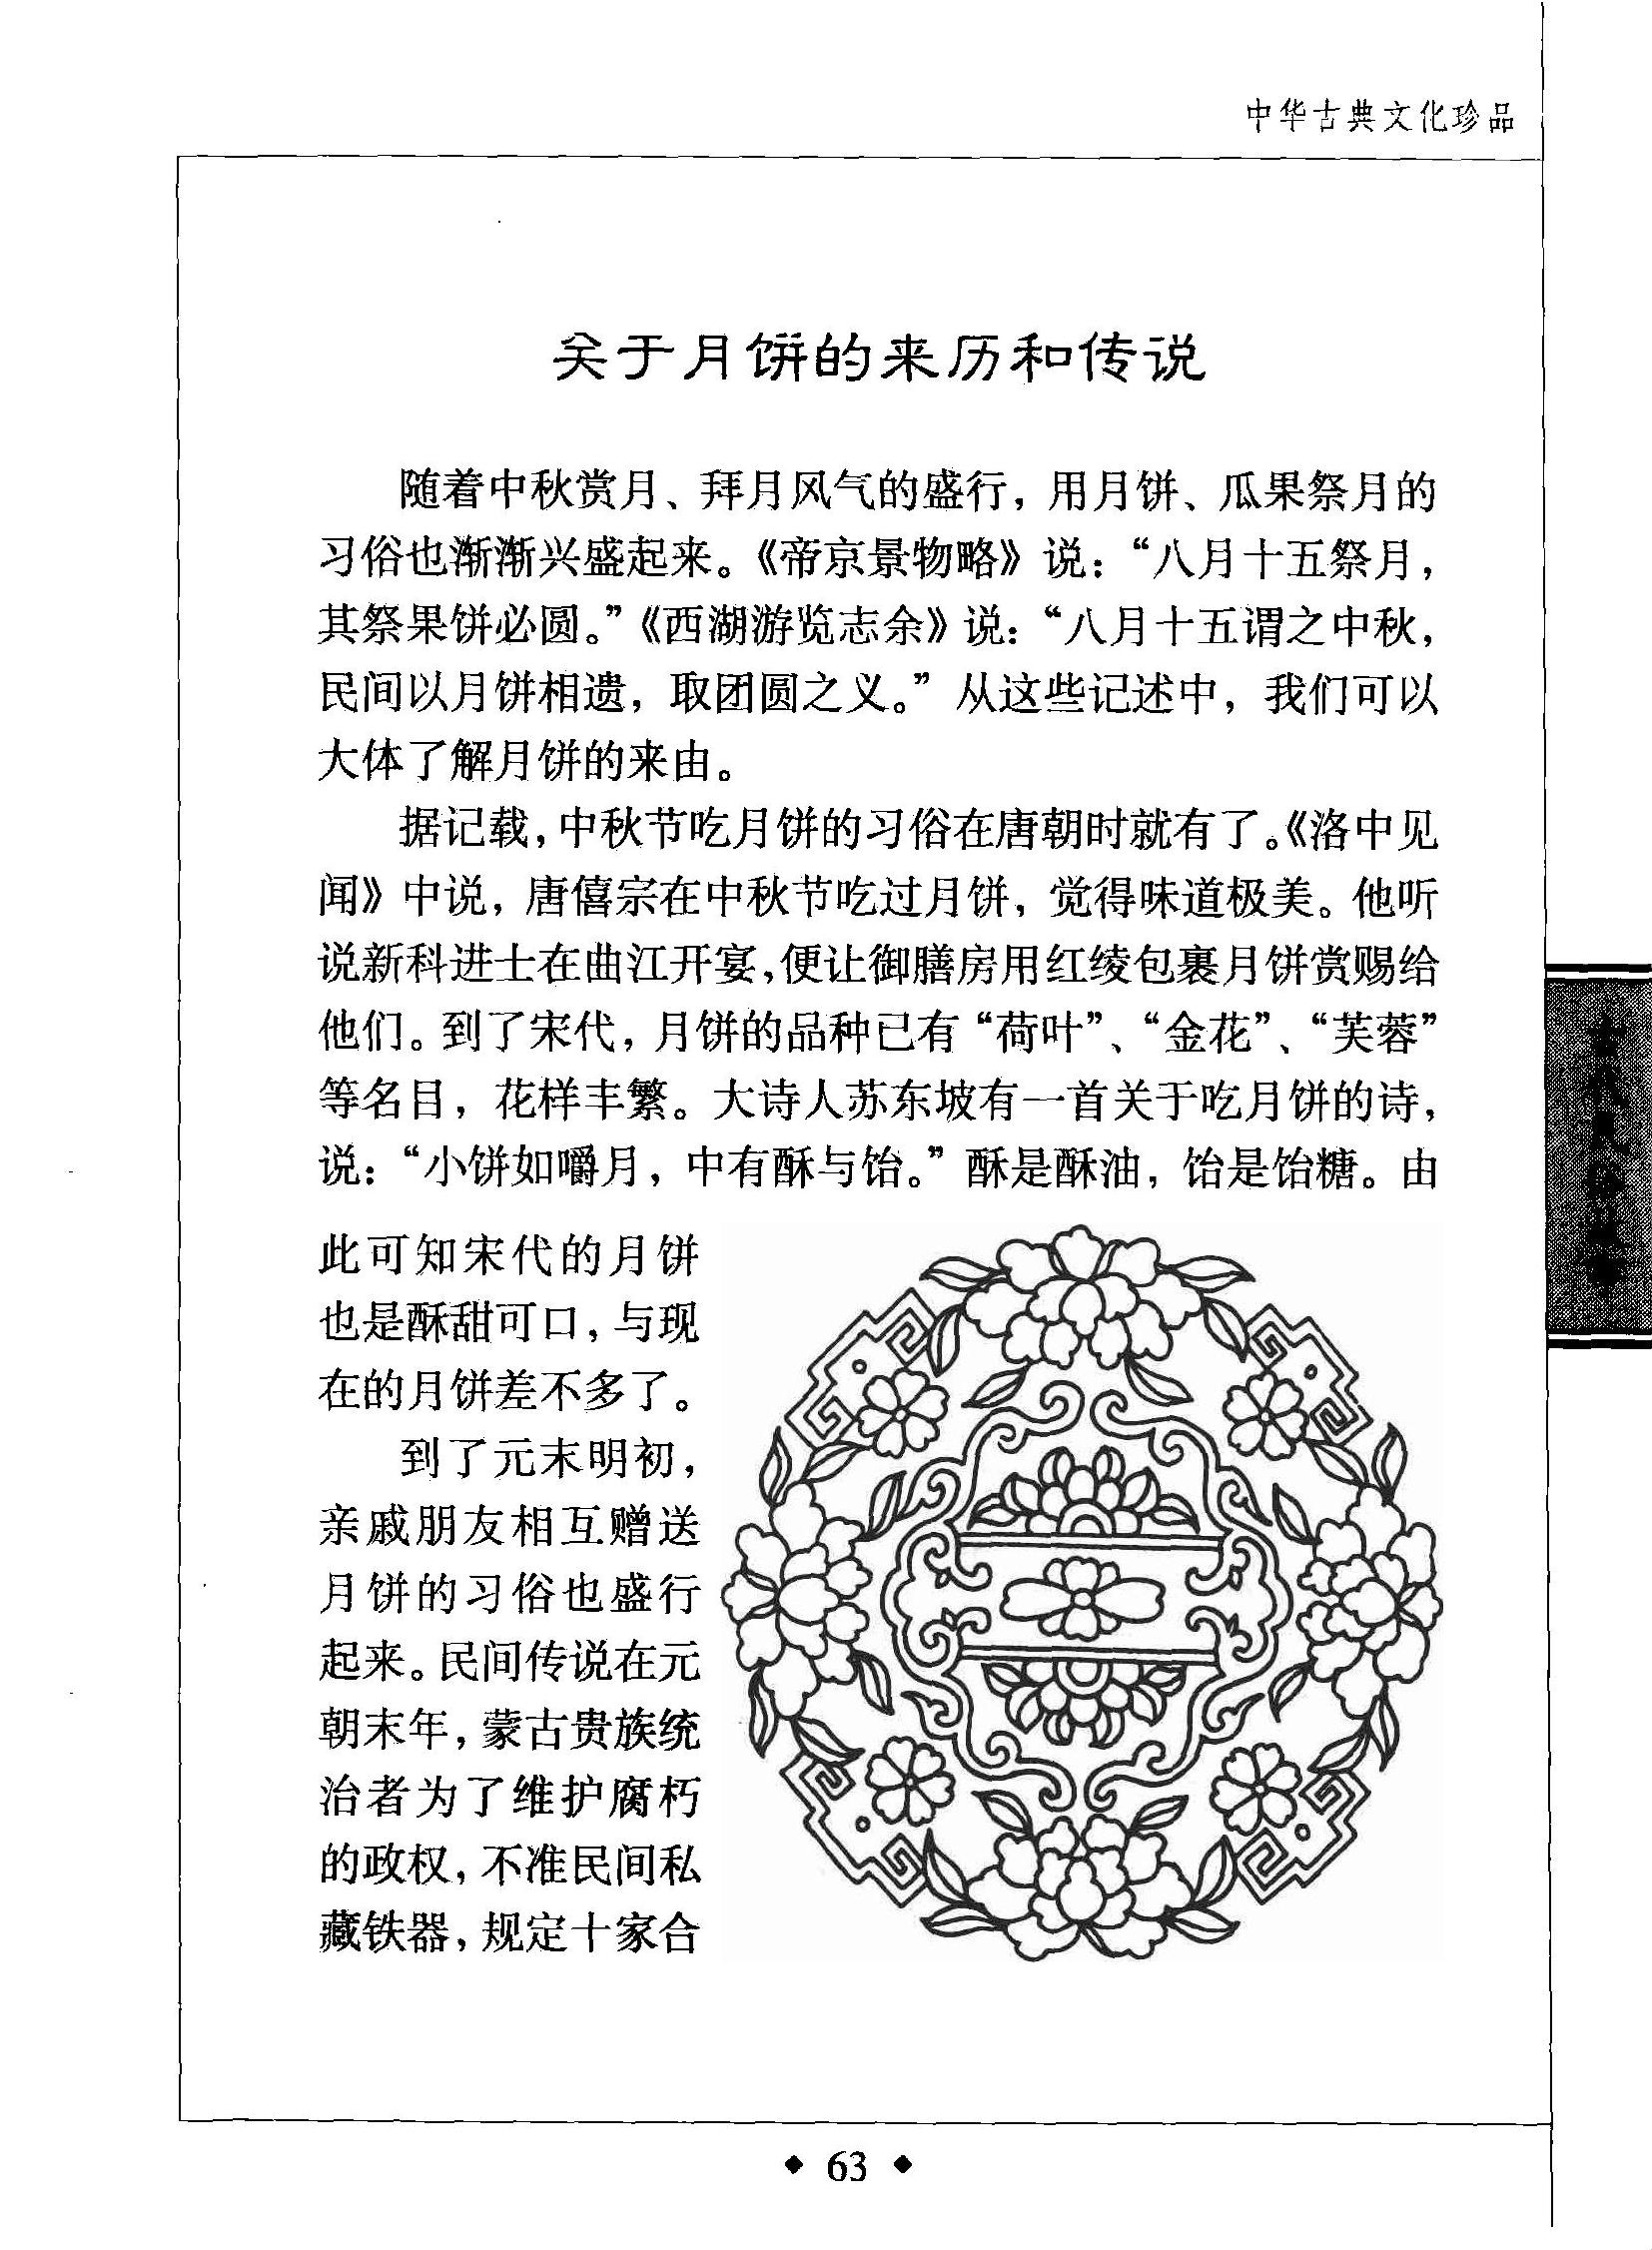 中华古典文化珍品
关于月饼的来历和传说
随着中秋赏月、拜月风气的盛行，用月饼、瓜果祭月的
习俗也渐渐兴盛起来。《帝京景物略》说：“八月十五祭月，
其祭果饼必圆。”《西湖游览志余》说：“八月十五谓之中秋，
民间以月饼相遗，取团圆之义。”从这些记述中，我们可以
大体了解月饼的来由。
据记载，中秋节吃月饼的习俗在唐朝时就有了。《洛中见
闻》中说，唐僖宗在中秋节吃过月饼，觉得味道极美。他听
说新科进士在曲江开宴，便让御膳房用红绫包裹月饼赏赐给
他们。到了宋代，月饼的品种已有“荷叶”、“金花”、“芙蓉”
等名目，花样丰繁。大诗人苏东坡有一首关于吃月饼的诗，
说：“小饼如嚼月，中有酥与饴。”酥是酥油，饴是饴糖。由
此可知宋代的月饼
也是酥甜可口，与现
在的月饼差不多了。
到了元末明初，
亲戚朋友相互赠送
月饼的习俗也盛行
起来。民间传说在元
朝末年，蒙古贵族统
治者为了维护腐朽
的政权，不准民间私
藏铁器，规定十家合
古代民俗
63